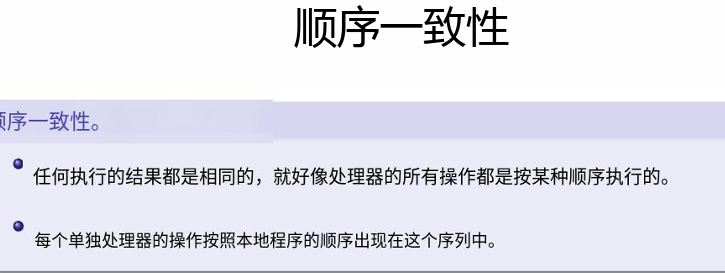 顺序一致性
顺序一致性。
任何执行的结果都是相同的，就好像处理器的所有操作都是按某种顺序执行的。
每个单独处理器的操作按照本地程序的顺序出现在这个序列中。